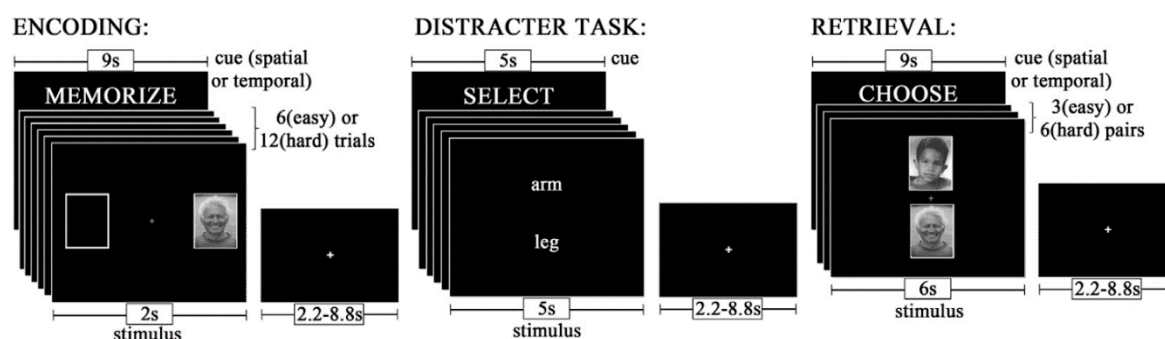 ENCODING:
9s
cue (spatial
or temporal)
MEMORIZE
6(easy) or
12(hard) trials
2s
stimulus
2.2-8.8s
DISTRACTER TASK:
5s
cue
SELECT
arm
leg
5s
stimulus
2.2-8.8s
RETRIEVAL:
9s
cue (spatial
or temporal)
CHOOSE
3(easy) or
6(hard) pairs
6s
stimulus
2.2-8.8s